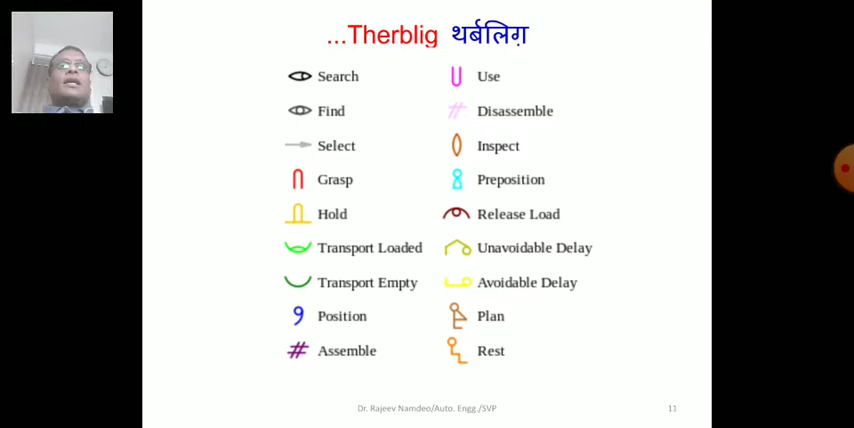 ...Therblig थर्बलिग़
Search
Find
Select
Grasp
Hold
Transport Loaded
Transport Empty
Position
Assemble
Use
Disassemble
Inspect
Preposition
Release Load
Unavoidable Delay
Avoidable Delay
Plan
Rest
Dr. Rajeev Namdeo/Auto. Engg./SVP
11